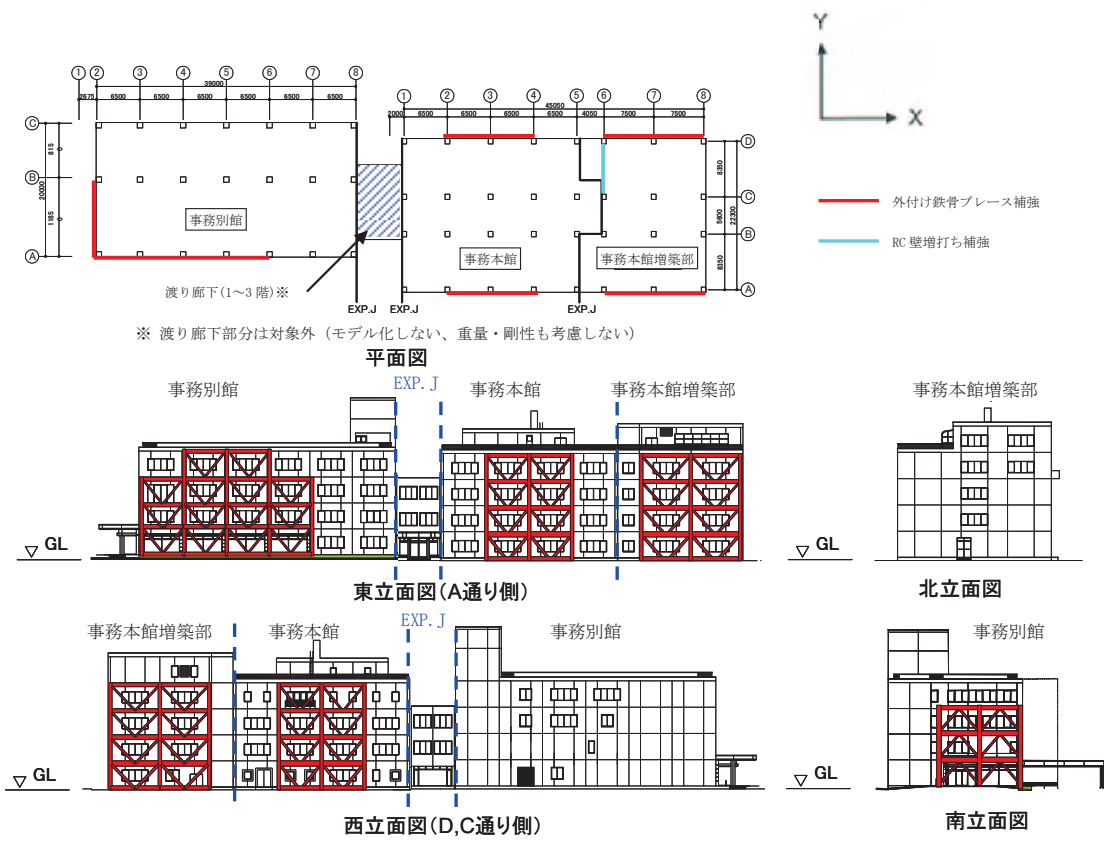 Y
X
① ② ③ ④ ⑤ ⑥ ⑦ ⑧
39000
2675 6500 6500 6500 6500 6500 6500
① ② ③ ④ ⑤ ⑥ ⑦ ⑧
45050
2000 6500 6500 6500 6500 4050 7500 7500
Ⓒ
815
0
Ⓑ
20000
1185
0
Ⓐ
Ⓓ
8350
Ⓒ
5600
22300
Ⓑ
8350
Ⓐ
事務別館
事務本館
事務本館増築部
外付け鉄骨ブレース補強
RC 壁増打ち補強
渡り廊下(1～3 階)※
EXP.J EXP.J EXP.J
※ 渡り廊下部分は対象外（モデル化しない、重量・剛性も考慮しない）
平面図
事務別館 EXP. J 事務本館 事務本館増築部 事務本館増築部
GL GL
東立面図(A通り側)
北立面図
事務本館増築部 事務本館 EXP. J 事務別館 事務別館
GL GL
西立面図(D,C通り側)
南立面図